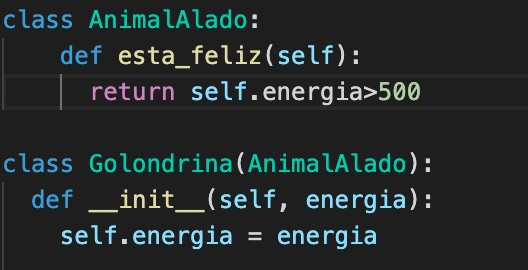 class AnimalAlado:
    def esta_feliz(self):
      return self.energia>500

class Golondrina(AnimalAlado):
  def __init__(self, energia):
    self.energia = energia